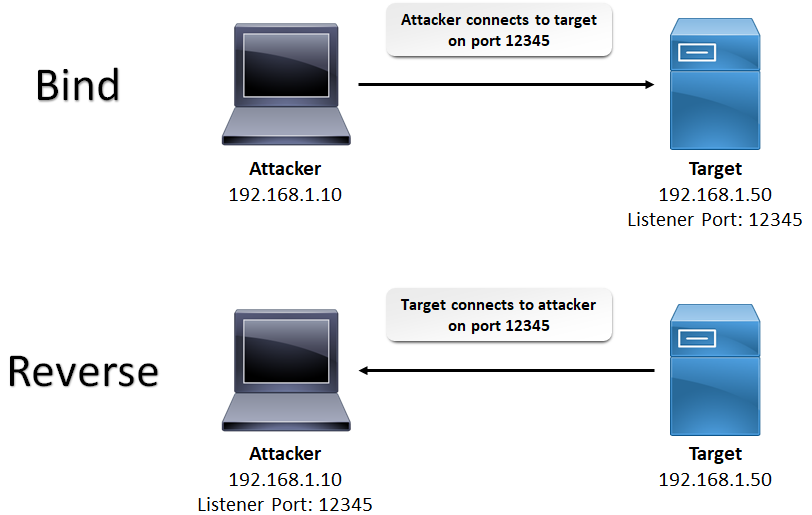 Bind
Attacker connects to target
on port 12345
Attacker
192.168.1.10
Target
192.168.1.50
Listener Port: 12345
Reverse
Target connects to attacker
on port 12345
Attacker
192.168.1.10
Listener Port: 12345
Target
192.168.1.50